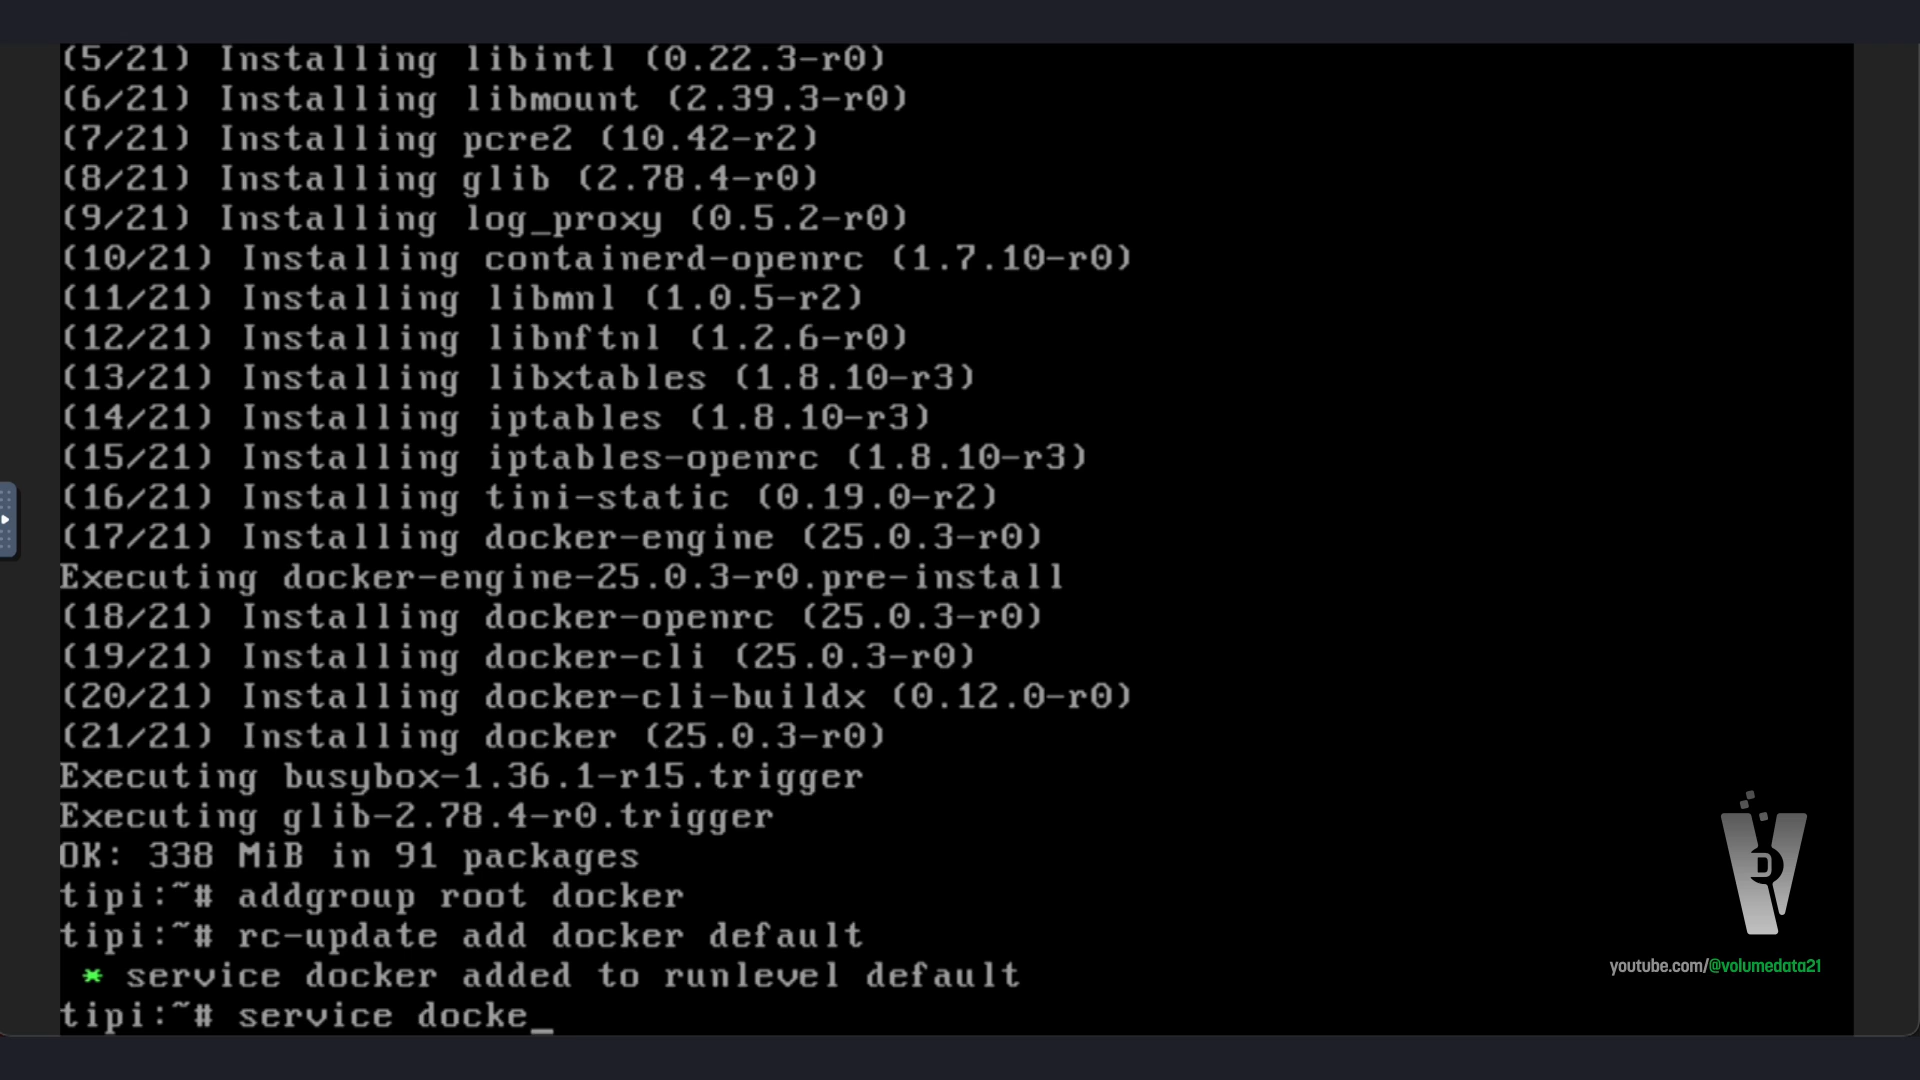 (5/21) Installing libintl (0.22.3-r0)
(6/21) Installing libmount (2.39.3-r0)
(7/21) Installing pcre2 (10.42-r2)
(8/21) Installing glib (2.78.4-r0)
(9/21) Installing log_proxy (0.5.2-r0)
(10/21) Installing containerd-openrc (1.7.10-r0)
(11/21) Installing libmnl (1.0.5-r2)
(12/21) Installing libnftnl (1.2.6-r0)
(13/21) Installing libxtables (1.8.10-r3)
(14/21) Installing iptables (1.8.10-r3)
(15/21) Installing iptables-openrc (1.8.10-r3)
(16/21) Installing tini-static (0.19.0-r2)
(17/21) Installing docker-engine (25.0.3-r0)
Executing docker-engine-25.0.3-r0.pre-install
(18/21) Installing docker-openrc (25.0.3-r0)
(19/21) Installing docker-cli (25.0.3-r0)
(20/21) Installing docker-cli-buildx (0.12.0-r0)
(21/21) Installing docker (25.0.3-r0)
Executing busybox-1.36.1-r15.trigger
Executing glib-2.78.4-r0.trigger
OK: 338 MiB in 91 packages
tipi:~# addgroup root docker
tipi:~# rc-update add docker default
 * service docker added to runlevel default
tipi:~# service docke_
VD
youtube.com/@volumedata21